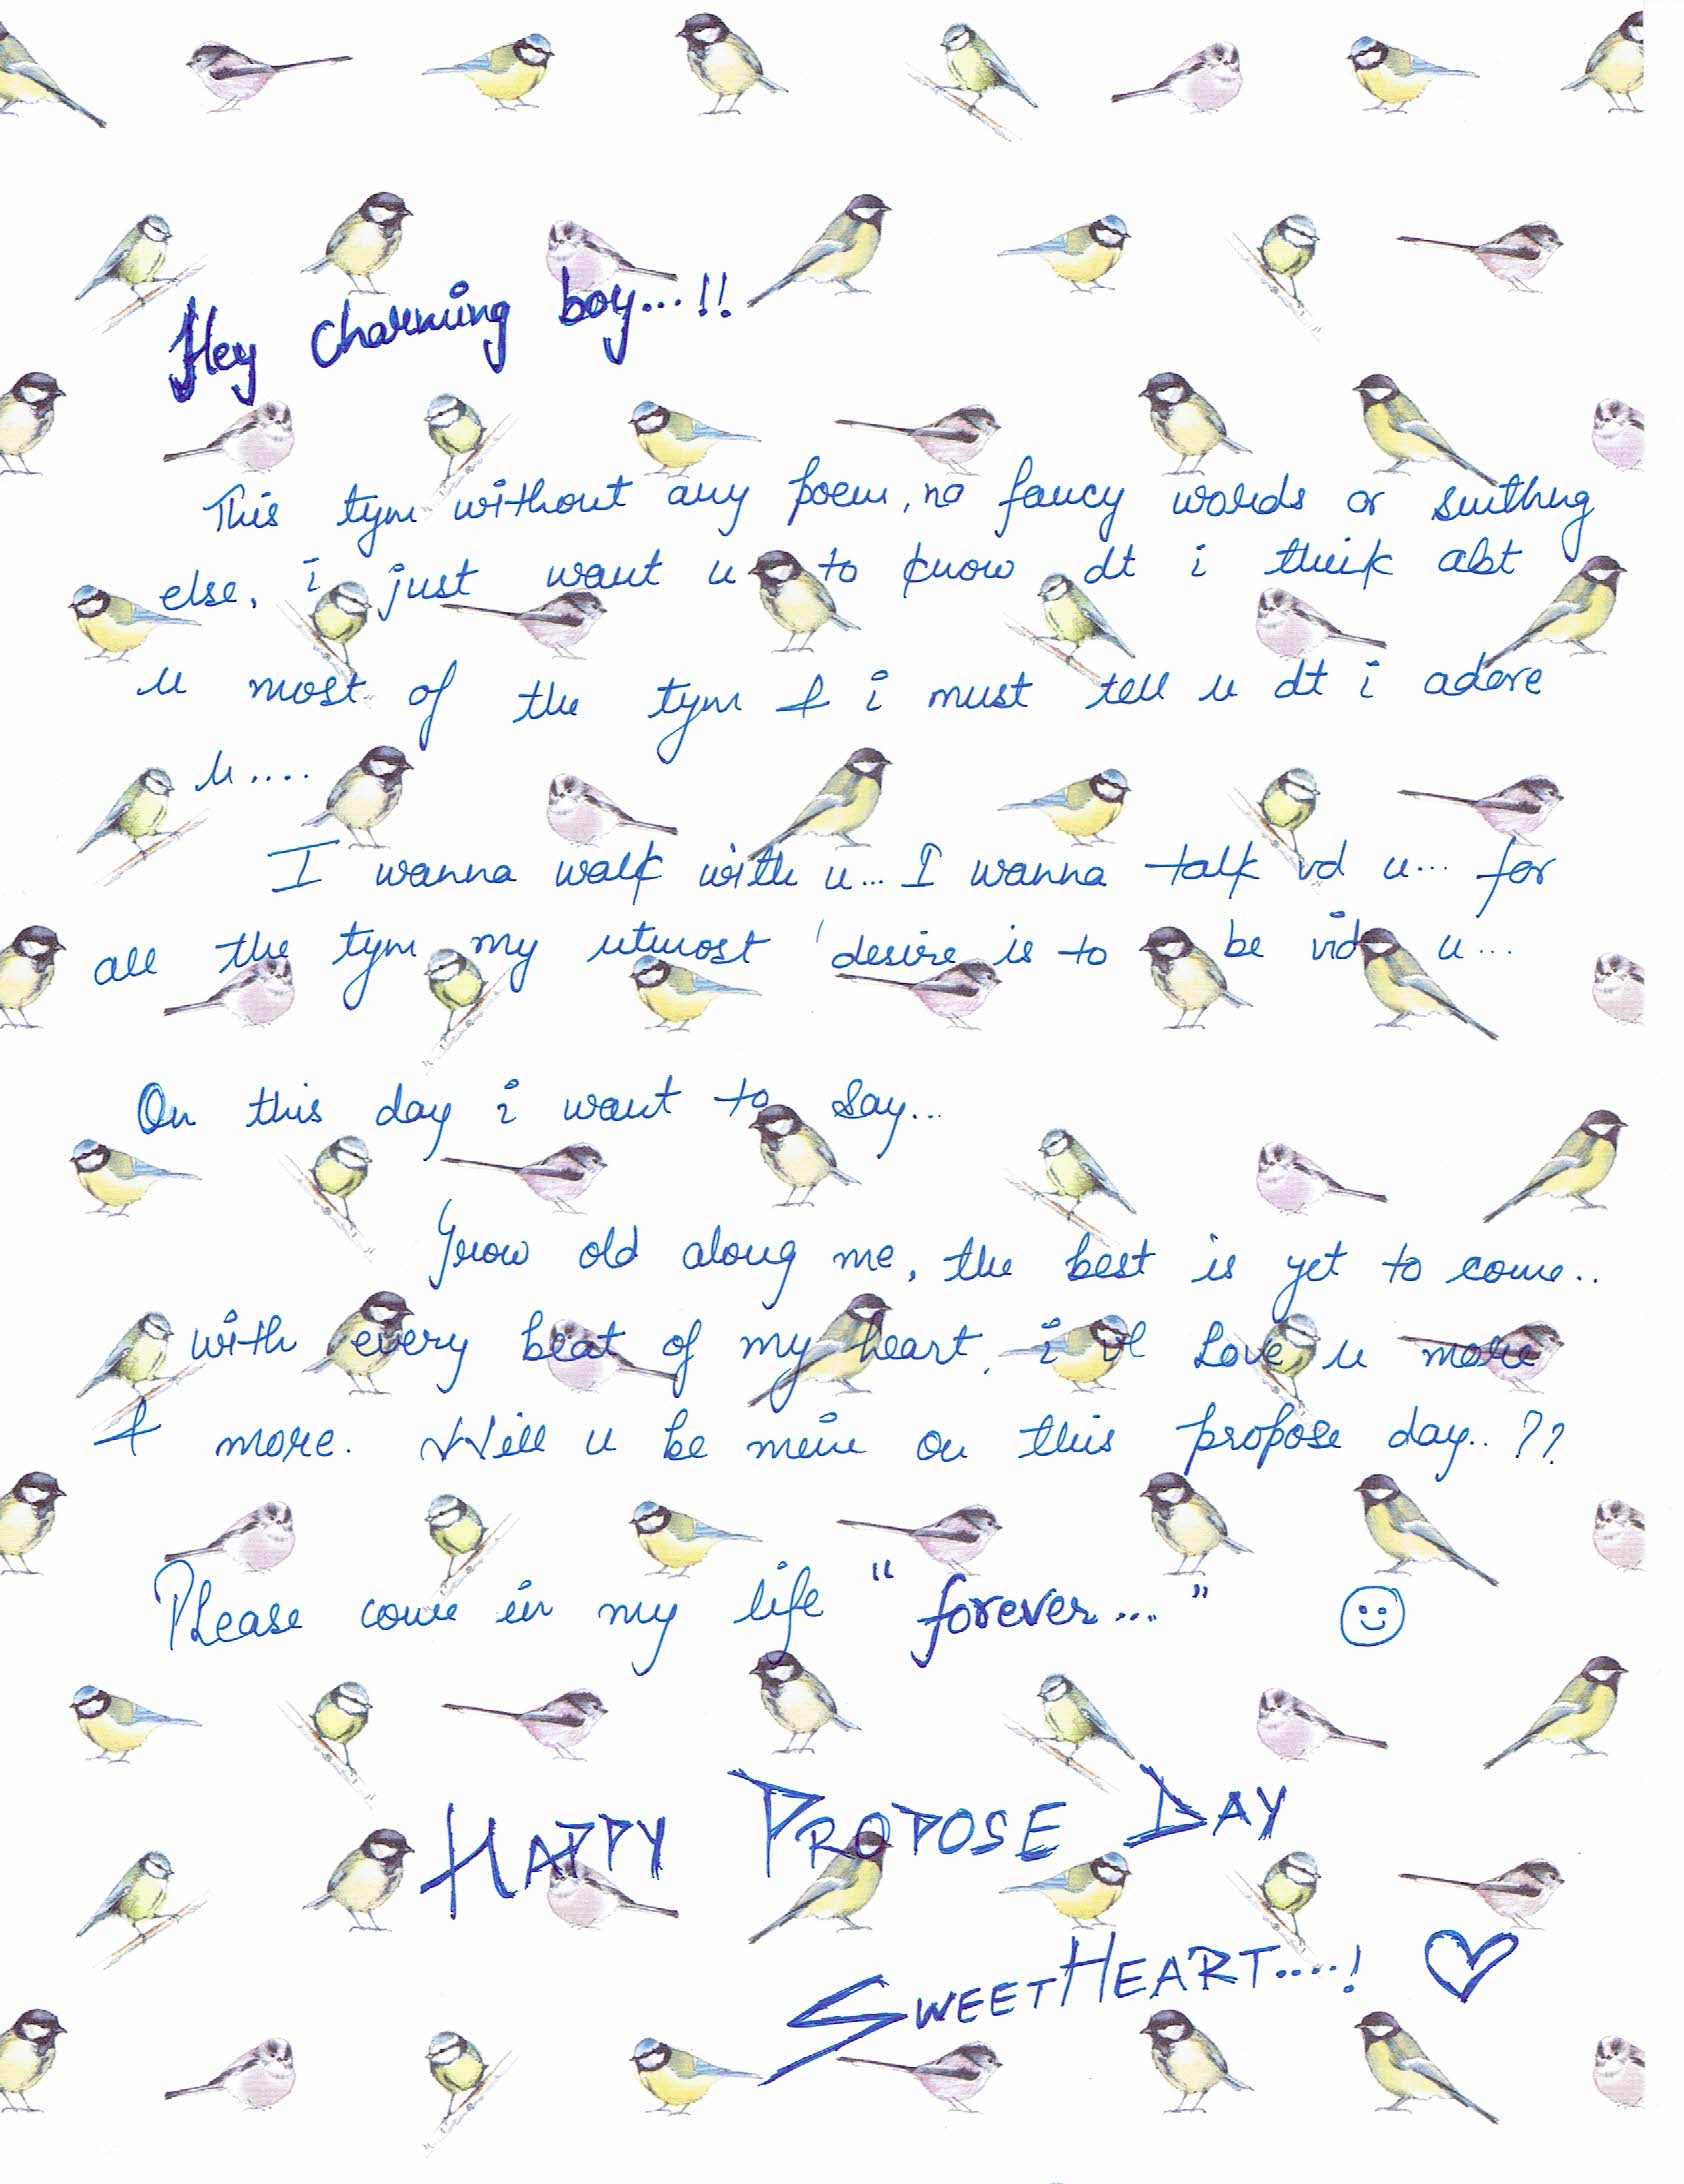 Hey charming boy...!!
This tym without any poem, no fancy words or smthng
else, i just want u to know dt i think abt
u most of the tym & i must tell u dt i adore
u....
I wanna walk with u... I wanna talk vd u... for
all the tym my utmost desire is to be vid u...
On this day i want to say...
Grow old along me, the best is yet to come..
with every beat of my heart, i'll Love u more
& more. Will u be mine on this propose day..??
Please come in my life "forever..."
HAPPY PROPOSE DAY
SWEETHEART....!